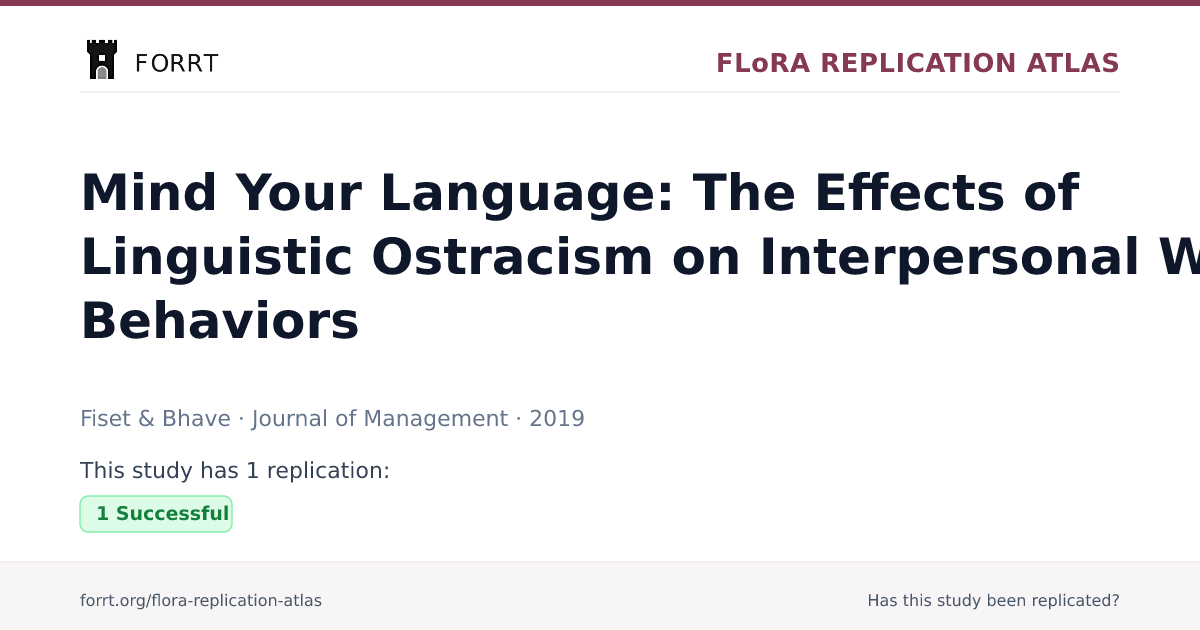 FORRT
FLoRA REPLICATION ATLAS
Mind Your Language: The Effects of
Linguistic Ostracism on Interpersonal
Behaviors
Fiset & Bhave · Journal of Management · 2019
This study has 1 replication:
1 Successful
forrt.org/flora-replication-atlas
Has this study been replicated?